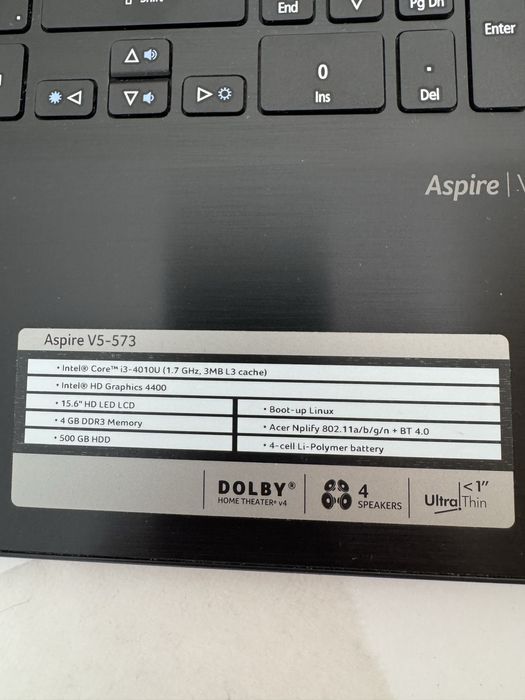 End
Pg Dn
Enter
0
Ins
.
Del
Aspire
Aspire V5-573
• Intel® Core™ i3-4010U (1.7 GHz, 3MB L3 cache)
• Intel® HD Graphics 4400
• 15.6" HD LED LCD
• 4 GB DDR3 Memory
• 500 GB HDD
• Boot-up Linux
• Acer Nplify 802.11a/b/g/n + BT 4.0
• 4-cell Li-Polymer battery
DOLBY®
HOME THEATER® v4
4
SPEAKERS
Ultra Thin
<1"